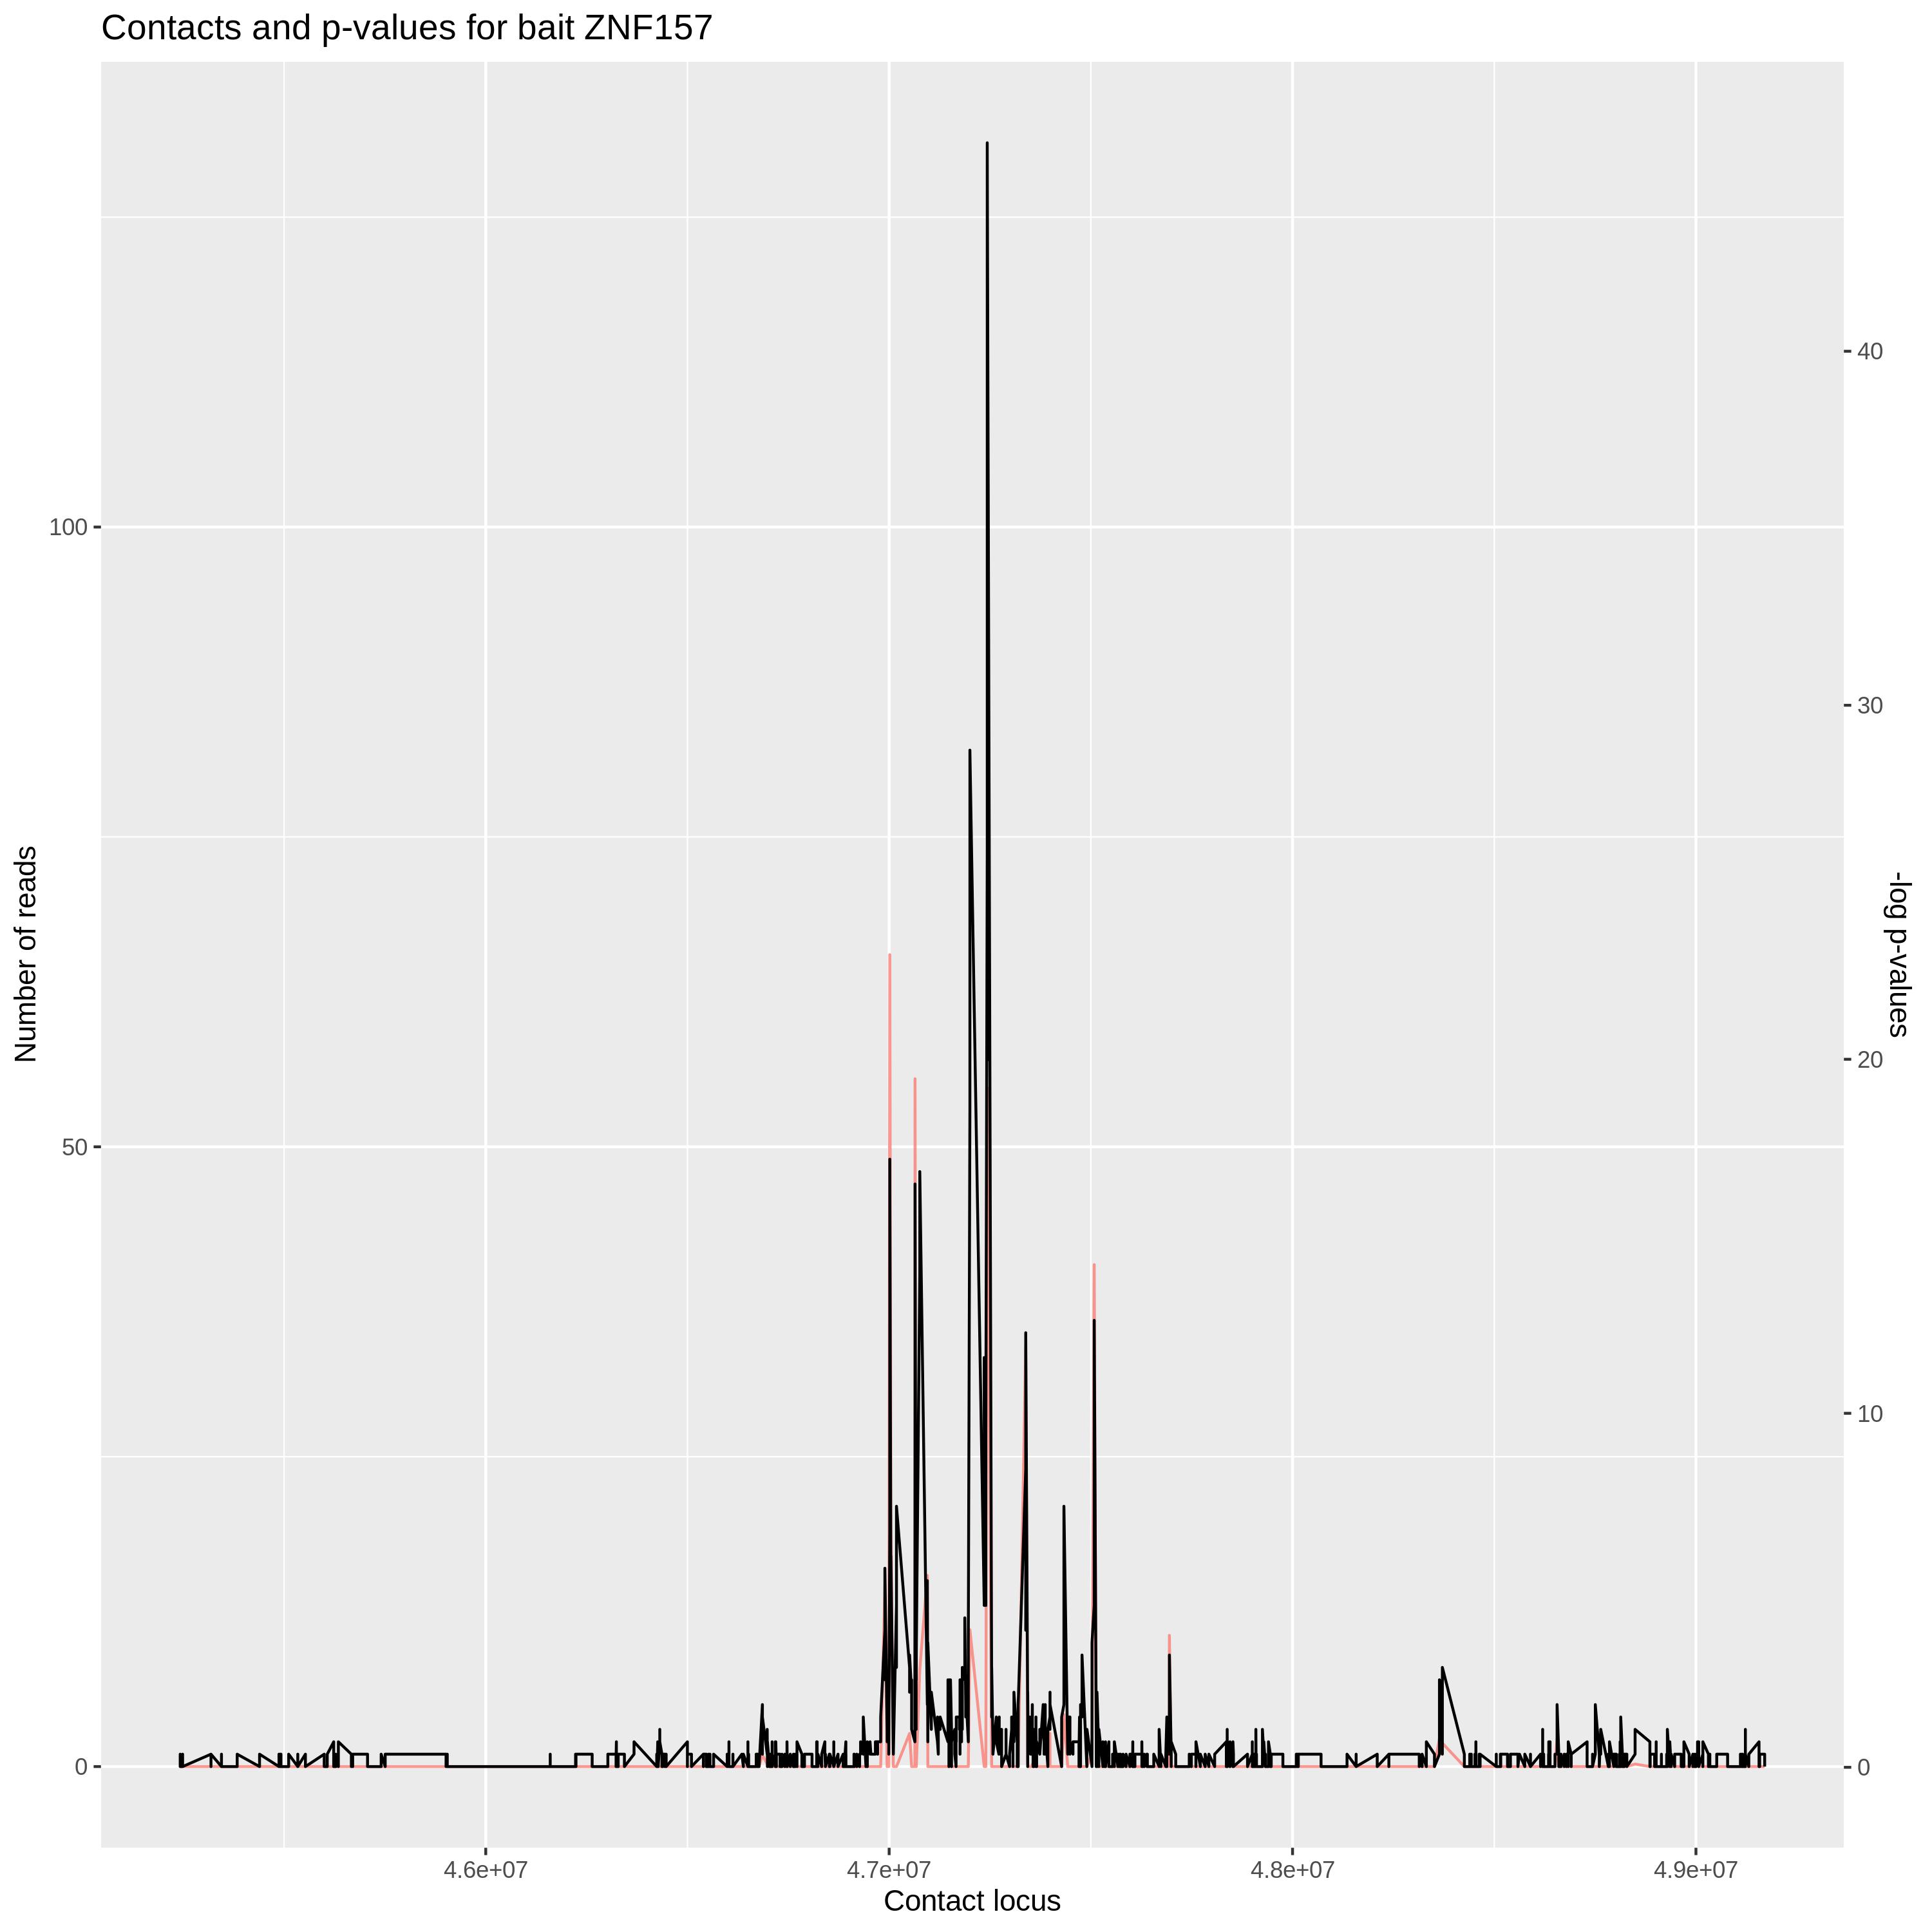 Contacts and p-values for bait ZNF157
Number of reads
100
50
0
40
30
20
10
0
-log p-values
4.6e+07 4.7e+07 4.8e+07 4.9e+07
Contact locus